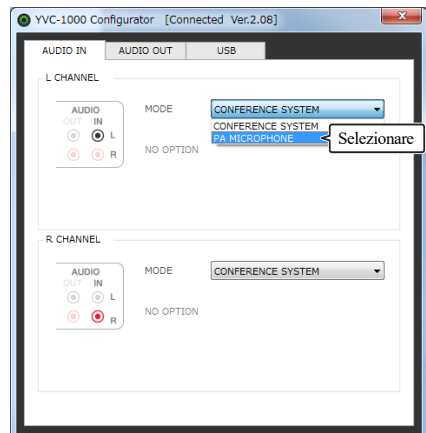 YVC-1000 Configurator [Connected Ver.2.08]
AUDIO IN AUDIO OUT USB
L CHANNEL
AUDIO
OUT IN
L
R
MODE CONFERENCE SYSTEM
CONFERENCE SYSTEM
PA MICROPHONE
Selezionare
NO OPTION
R CHANNEL
AUDIO
OUT IN
L
R
MODE CONFERENCE SYSTEM
NO OPTION